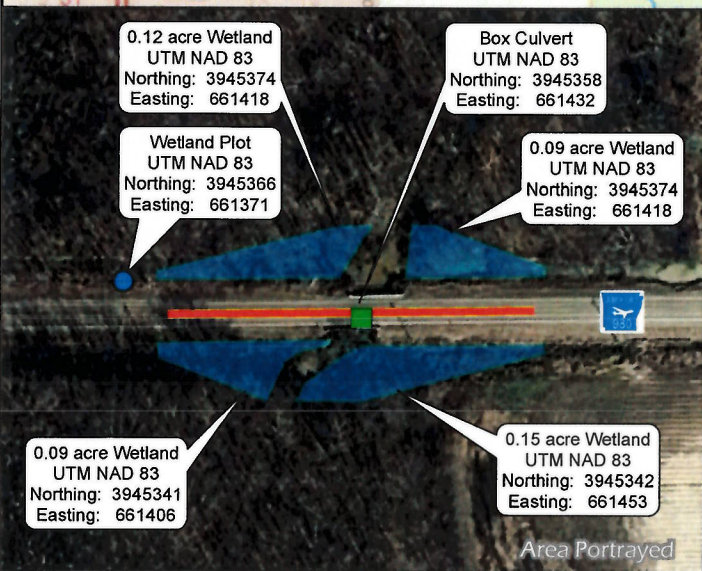 0.12 acre Wetland
UTM NAD 83
Northing: 3945374
Easting: 661418
Box Culvert
UTM NAD 83
Northing: 3945358
Easting: 661432
Wetland Plot
UTM NAD 83
Northing: 3945366
Easting: 661371
0.09 acre Wetland
UTM NAD 83
Northing: 3945374
Easting: 661418
930
0.09 acre Wetland
UTM NAD 83
Northing: 3945341
Easting: 661406
0.15 acre Wetland
UTM NAD 83
Northing: 3945342
Easting: 661453
Area Portrayed